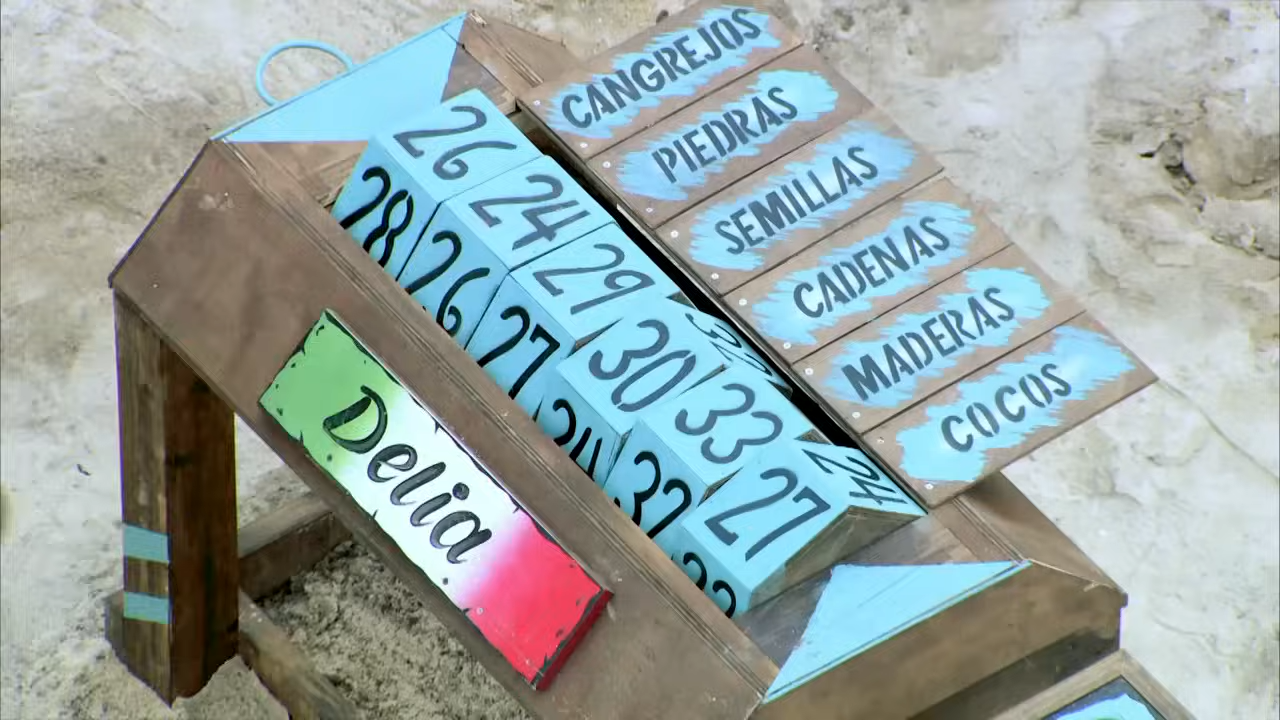 CANGREJOS
PIEDRAS
SEMILLAS
CADENAS
MADERAS
COCOS
26
28
24
26
29
27
30
33
32
27
24
Delia